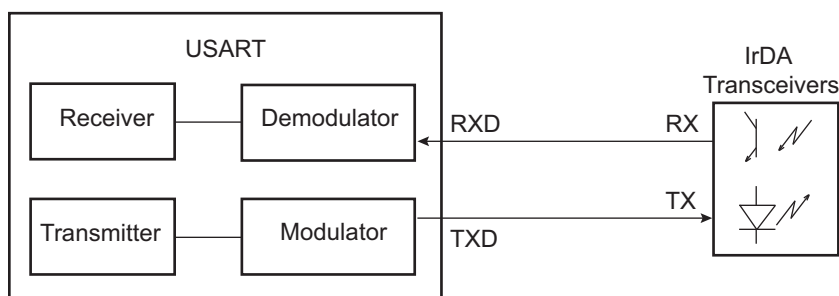 USART
IrDA
Transceivers
Receiver
Demodulator
RXD
RX
Transmitter
Modulator
TX
TXD